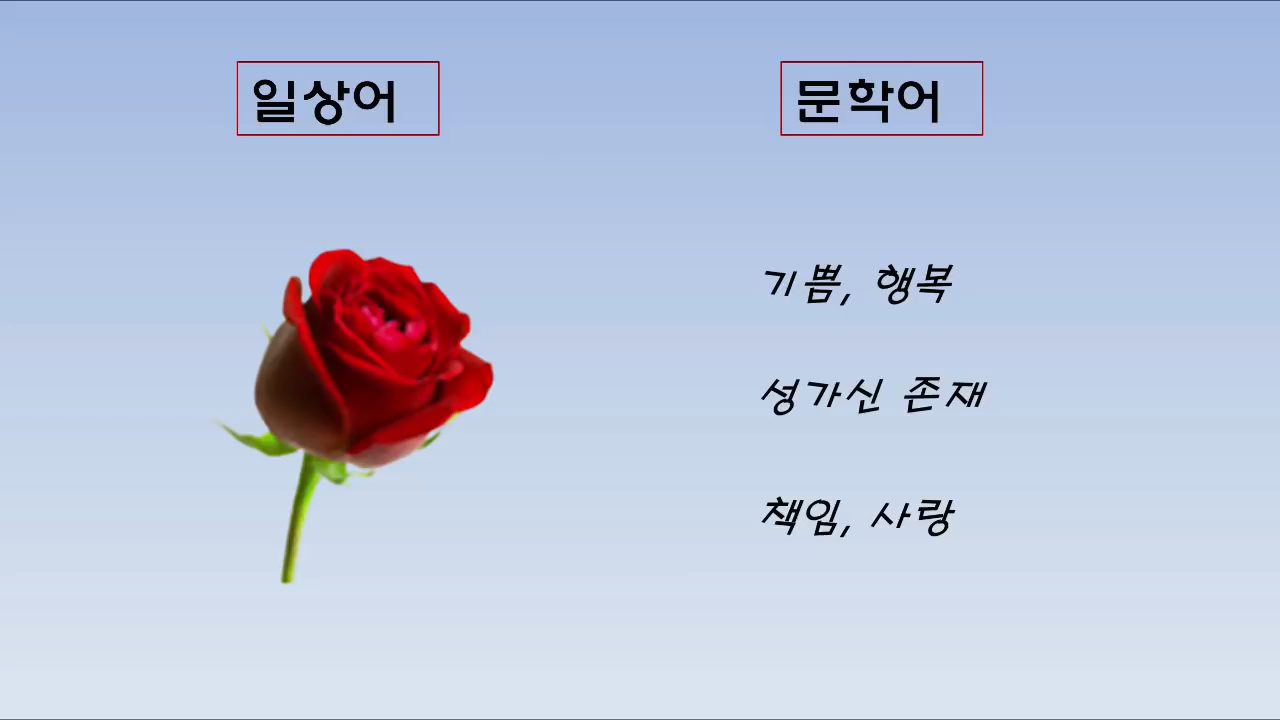 일상어
문학어
기쁨, 행복
성가신 존재
책임, 사랑